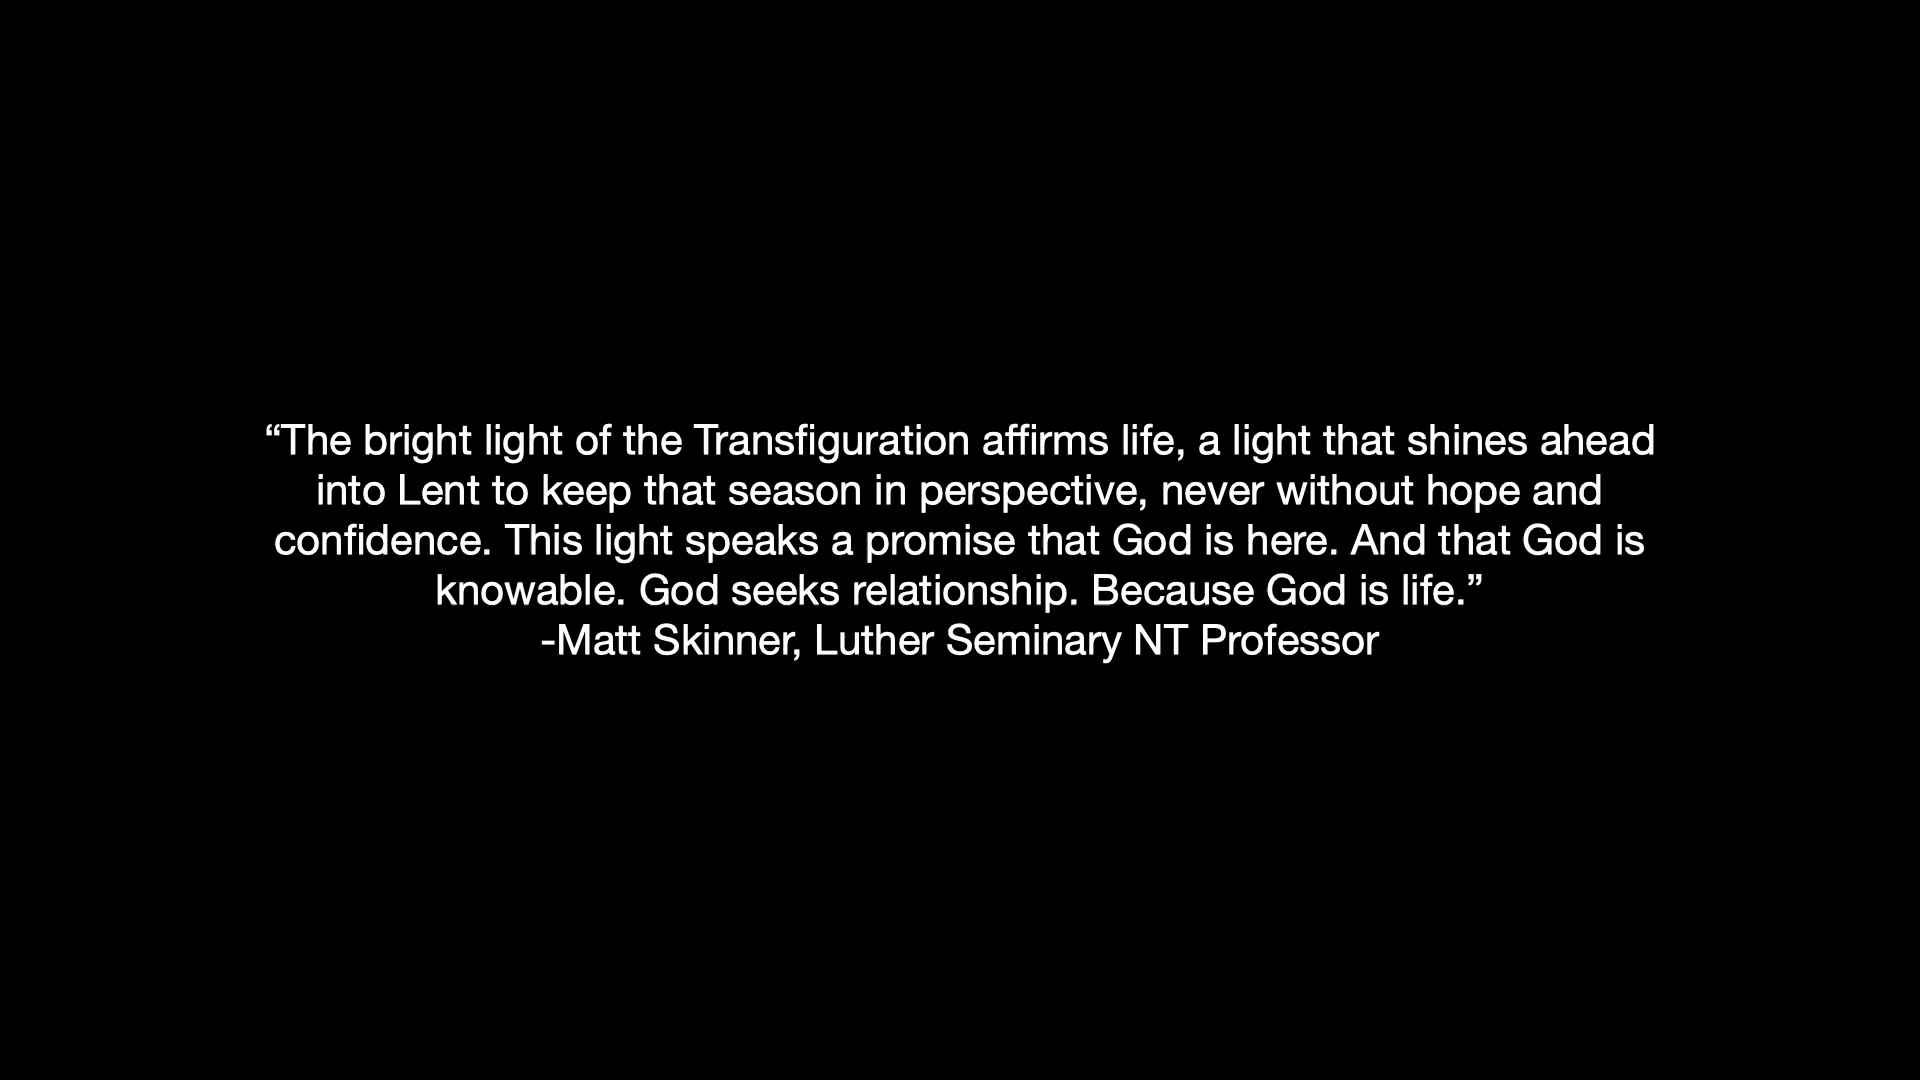 “The bright light of the Transfiguration affirms life, a light that shines ahead
into Lent to keep that season in perspective, never without hope and
confidence. This light speaks a promise that God is here. And that God is
knowable. God seeks relationship. Because God is life.”
-Matt Skinner, Luther Seminary NT Professor